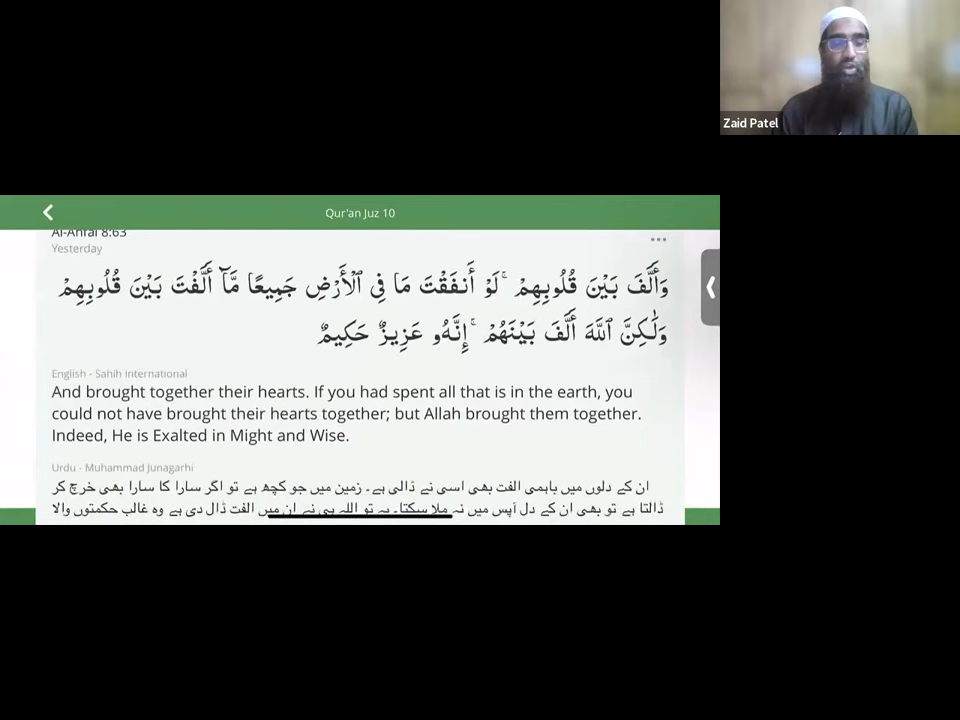 Zaid Patel
Qur'an Juz 10
Al-Anfal 8:63
Yesterday
وَأَلَّفَ بَيْنَ قُلُوبِهِمْ ۚ لَوْ أَنفَقْتَ مَا فِى ٱلْأَرْضِ جَمِيعًا مَّآ أَلَّفْتَ بَيْنَ قُلُوبِهِمْ
وَلَٰكِنَّ ٱللَّهَ أَلَّفَ بَيْنَهُمْ ۚ إِنَّهُۥ عَزِيزٌ حَكِيمٌ
English - Sahih International
And brought together their hearts. If you had spent all that is in the earth, you
could not have brought their hearts together; but Allah brought them together.
Indeed, He is Exalted in Might and Wise.
Urdu - Muhammad Junagarhi
ان کے دلوں میں باہمی الفت بھی اسی نے ڈالی ہے۔ زمین میں جو کچھ ہے تو اگر سارا کا سارا بھی خرچ کر
ڈالتا ہے تو بھی ان کے دل آپس میں نہ ملا سکتا۔ یہ تو اللہ ہی نے ان میں الفت ڈال دی ہے وہ غالب حکمتوں والا